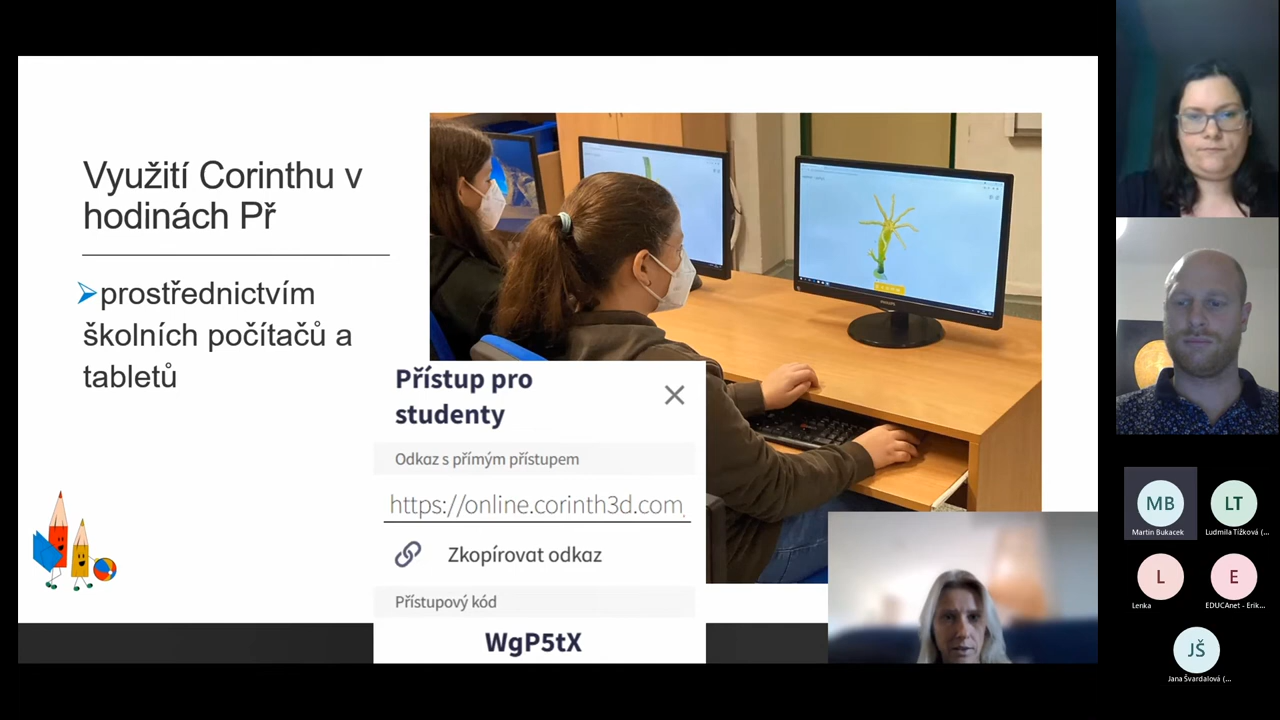 Využití Corinthu v
hodinách Př
prostřednictvím
školních počítačů a
tabletů
Přístup pro
studenty
Odkaz s přímým přístupem
https://online.corinth3d.com
Zkopírovat odkaz
Přístupový kód
WgP5tX
PHILIPS
MB
Martin Bukacek
LT
Ludmila Tížková (...
L
Lenka
E
EDUCAnet - Erik...
JŠ
Jana Švardalová (...